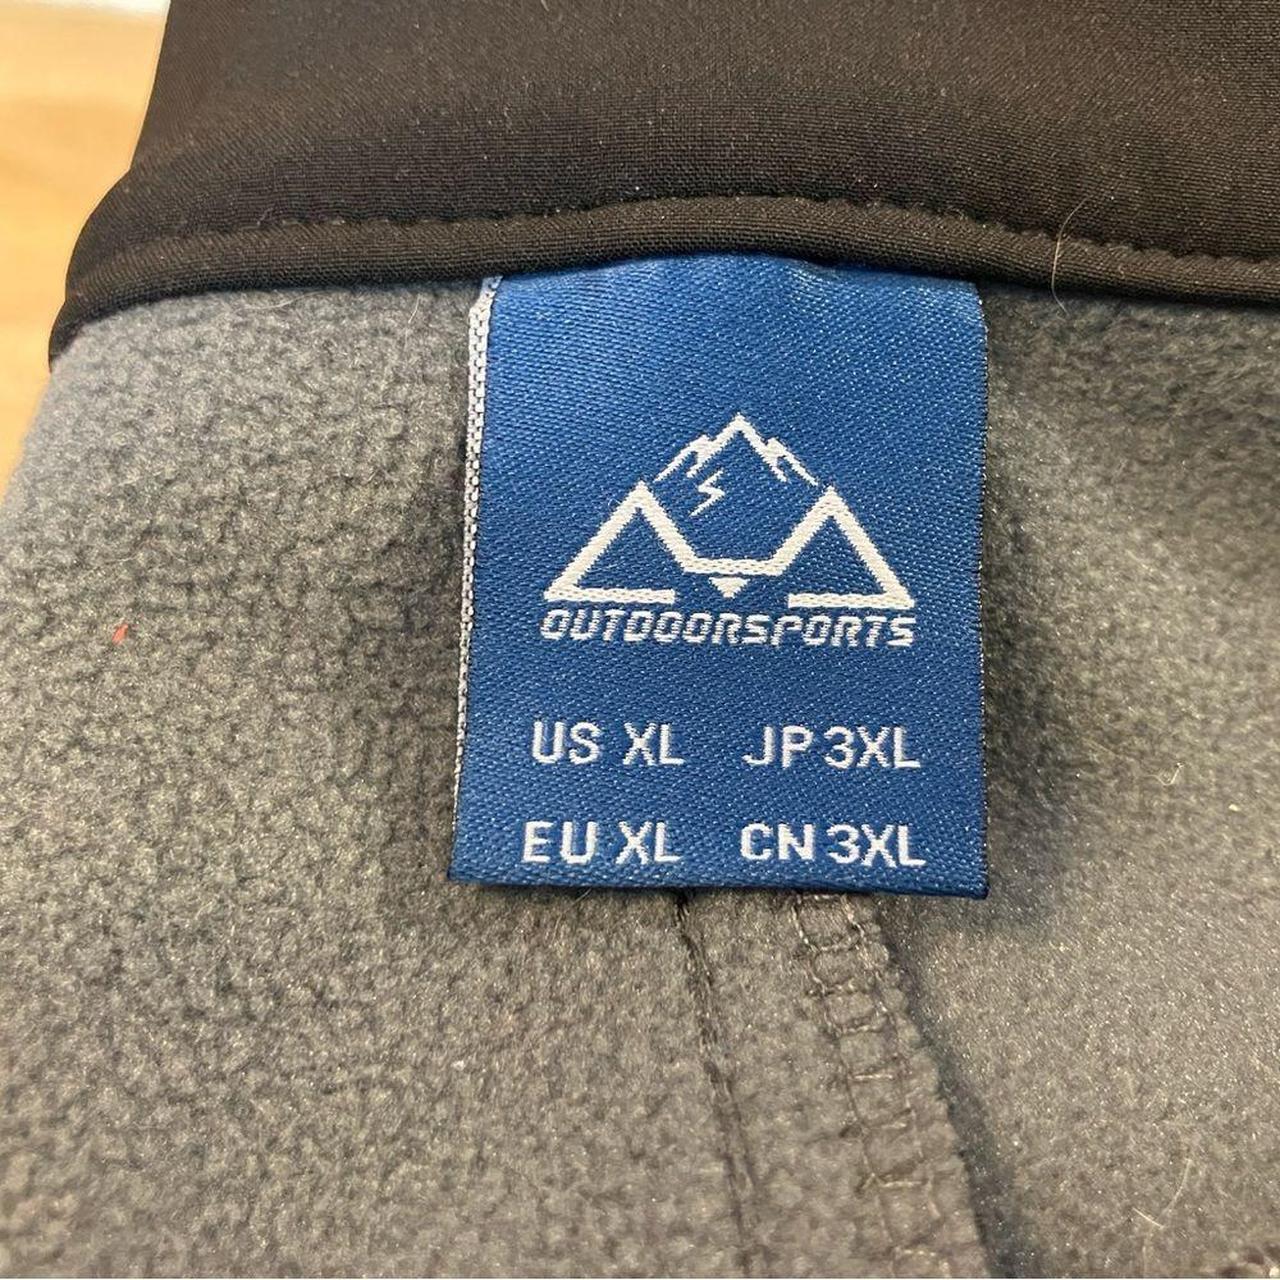 OUTDOORSPORTS
US XL JP 3XL
EU XL CN 3XL